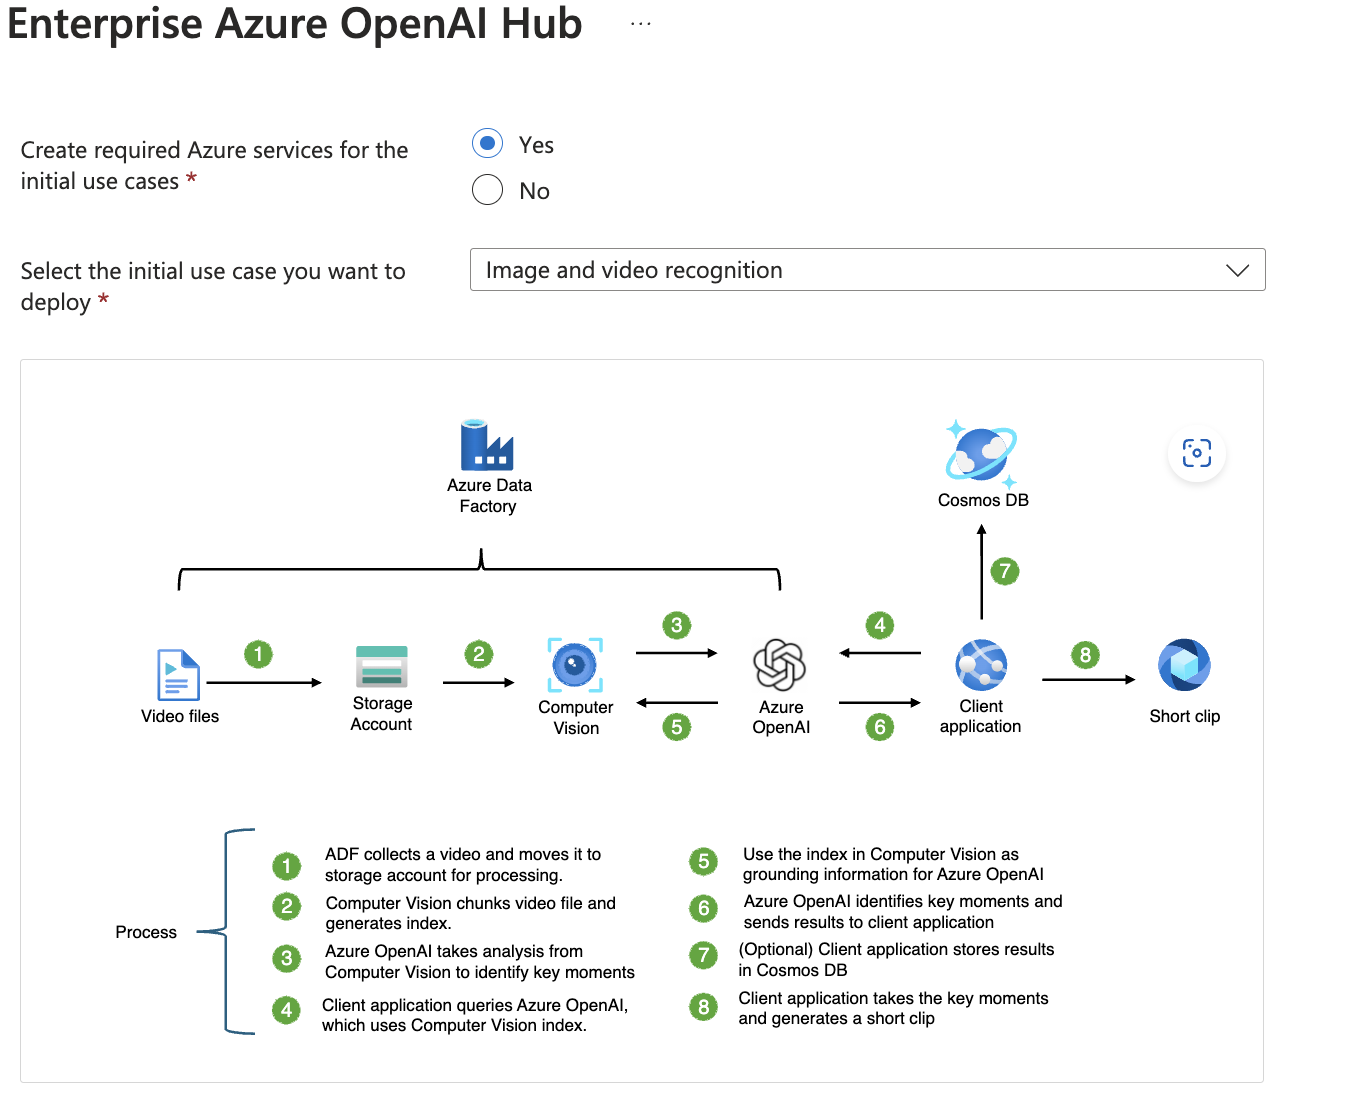 Enterprise Azure OpenAI Hub
...
Create required Azure services for the
initial use cases *
Yes
No
Select the initial use case you want to
deploy *
Image and video recognition
Azure Data
Factory
Cosmos DB
7
1
2
3
4
8
Video files
Storage
Account
Computer
Vision
5
Azure
OpenAI
6
Client
application
Short clip
Process
1
ADF collects a video and moves it to
storage account for processing.
2
Computer Vision chunks video file and
generates index.
3
Azure OpenAI takes analysis from
Computer Vision to identify key moments
4
Client application queries Azure OpenAI,
which uses Computer Vision index.
5
Use the index in Computer Vision as
grounding information for Azure OpenAI
6
Azure OpenAI identifies key moments and
sends results to client application
7
(Optional) Client application stores results
in Cosmos DB
8
Client application takes the key moments
and generates a short clip